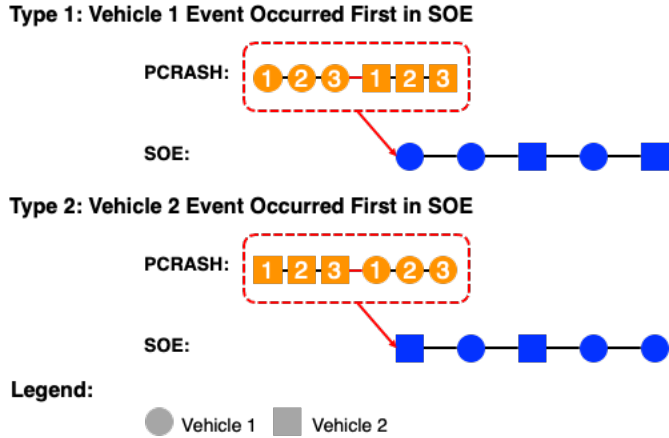 Type 1: Vehicle 1 Event Occurred First in SOE
PCRASH: 1 2 3 1 2 3
SOE:
Type 2: Vehicle 2 Event Occurred First in SOE
PCRASH: 1 2 3 1 2 3
SOE:
Legend:
Vehicle 1 Vehicle 2